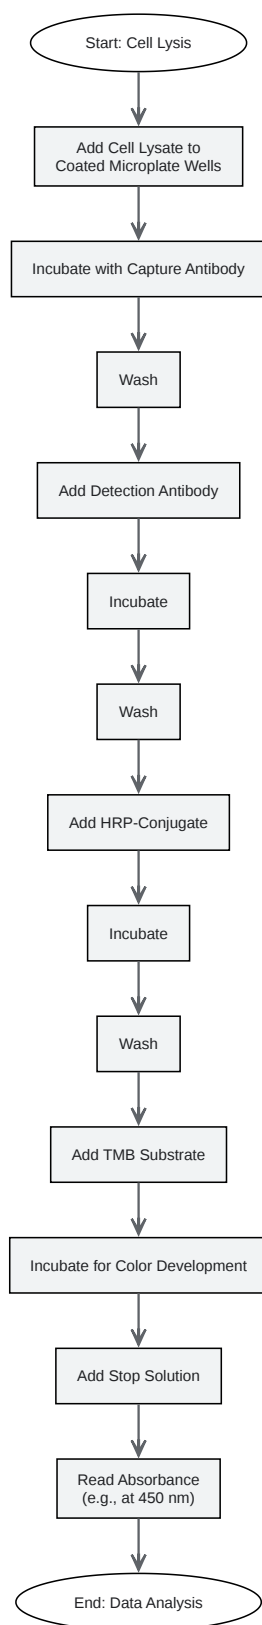 Start: Cell Lysis
Add Cell Lysate to
Coated Microplate Wells
Incubate with Capture Antibody
Wash
Add Detection Antibody
Incubate
Wash
Add HRP-Conjugate
Incubate
Wash
Add TMB Substrate
Incubate for Color Development
Add Stop Solution
Read Absorbance
(e.g., at 450 nm)
End: Data Analysis